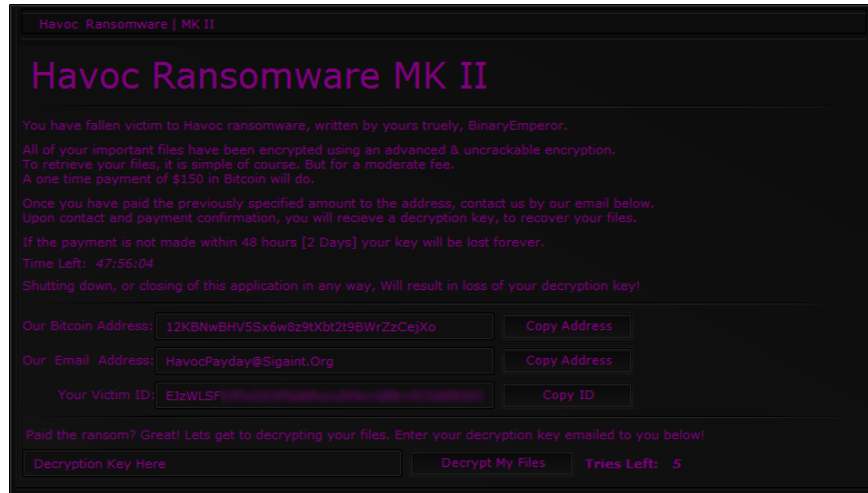 Havoc Ransomware | MK II
Havoc Ransomware MK II
You have fallen victim to Havoc ransomware, written by yours truely, BinaryEmperor.
All of your important files have been encrypted using an advanced & uncrackable encryption.
To retrieve your files, it is simple of course. But for a moderate fee.
A one time payment of $150 in Bitcoin will do.
Once you have paid the previously specified amount to the address, contact us by our email below.
Upon contact and payment confirmation, you will recieve a decryption key, to recover your files.
If the payment is not made within 48 hours [2 Days] your key will be lost forever.
Time Left: 47:56:04
Shutting down, or closing of this application in any way, Will result in loss of your decryption key!
Our Bitcoin Address: 12KBNwBHV5Sx6w8z9tXbt2t9BWrZzCejXo Copy Address
Our Email Address: HavocPayday@Sigaint.Org Copy Address
Your Victim ID: EJzWLSF Copy ID
Paid the ransom? Great! Lets get to decrypting your files. Enter your decryption key emailed to you below!
Decryption Key Here Decrypt My Files Tries Left: 5